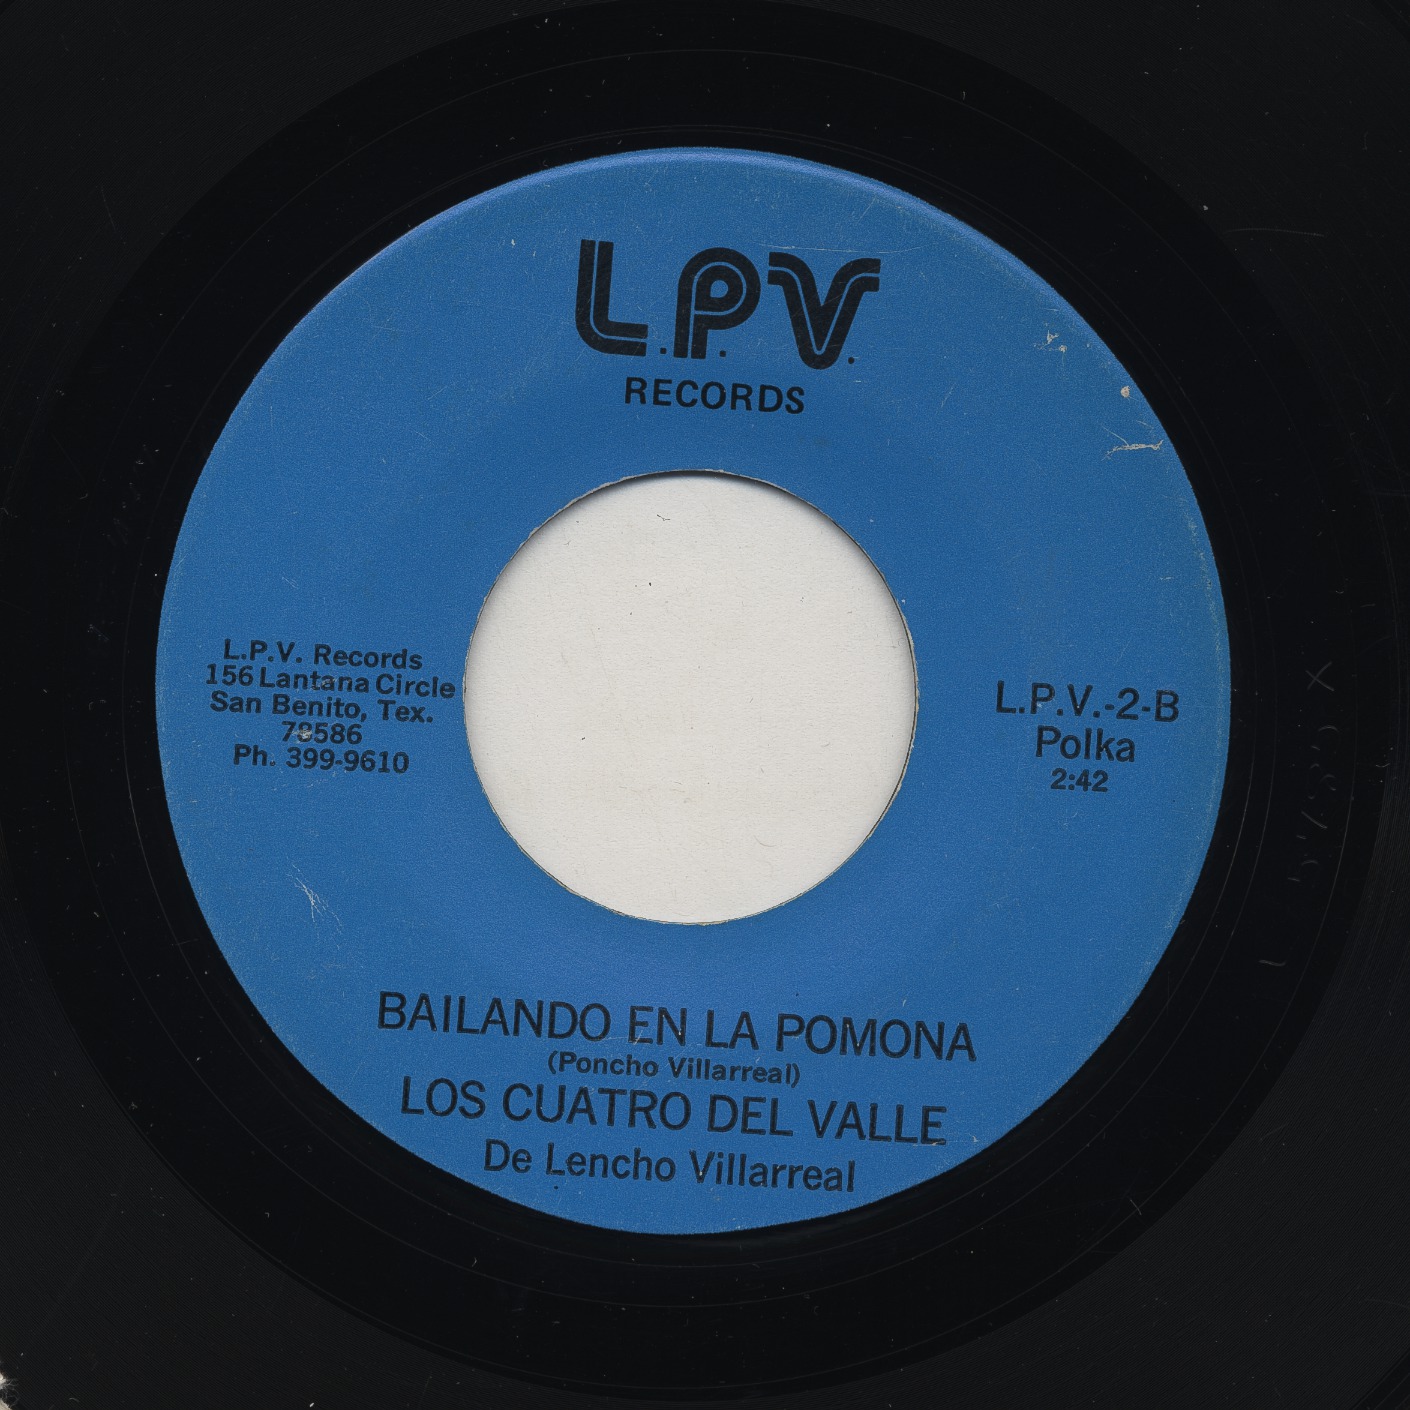 L.P.V.
RECORDS
L.P.V. Records
156 Lantana Circle
San Benito, Tex.
78586
Ph. 399-9610
L.P.V.-2-B
Polka
2:42
BAILANDO EN LA POMONA
(Poncho Villarreal)
LOS CUATRO DEL VALLE
De Lencho Villarreal